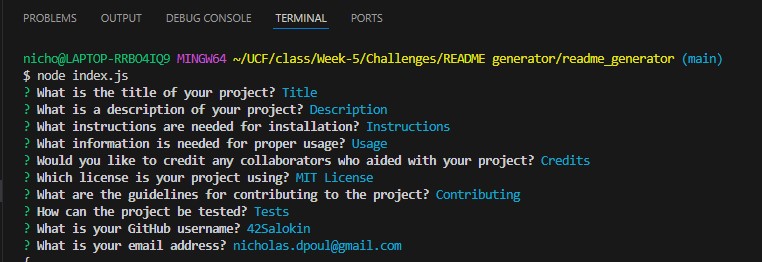 PROBLEMS OUTPUT DEBUG CONSOLE TERMINAL PORTS
nicho@LAPTOP-RRBO4IQ9 MINGW64 ~/UCF/class/Week-5/Challenges/README generator/readme_generator (main)
$ node index.js
? What is the title of your project? Title
? What is a description of your project? Description
? What instructions are needed for installation? Instructions
? What information is needed for proper usage? Usage
? Would you like to credit any collaborators who aided with your project? Credits
? Which license is your project using? MIT License
? What are the guidelines for contributing to the project? Contributing
? How can the project be tested? Tests
? What is your GitHub username? 42Salokin
? What is your email address? nicholas.dpoul@gmail.com
{